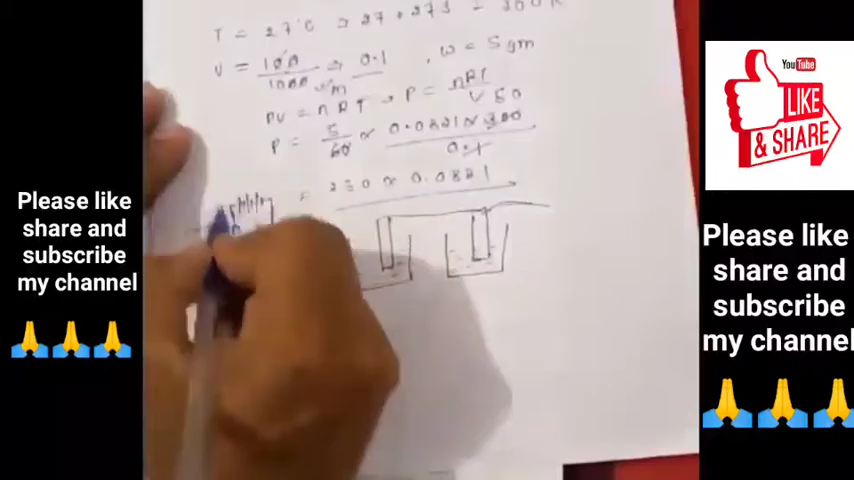 T = 27°C ⇒ 27 + 273 = 300K
V = 100/1000 ⇒ 0.1 , w = 5 gm
PV = nRT → P = nRT/V
P = 5/60 × 0.0821 × 300/0.1
= 250 × 0.0821
Please like
share and
subscribe
my channel
🙏🙏🙏
YouTube
LIKE
& SHARE
Please like
share and
subscribe
my channel
🙏🙏🙏